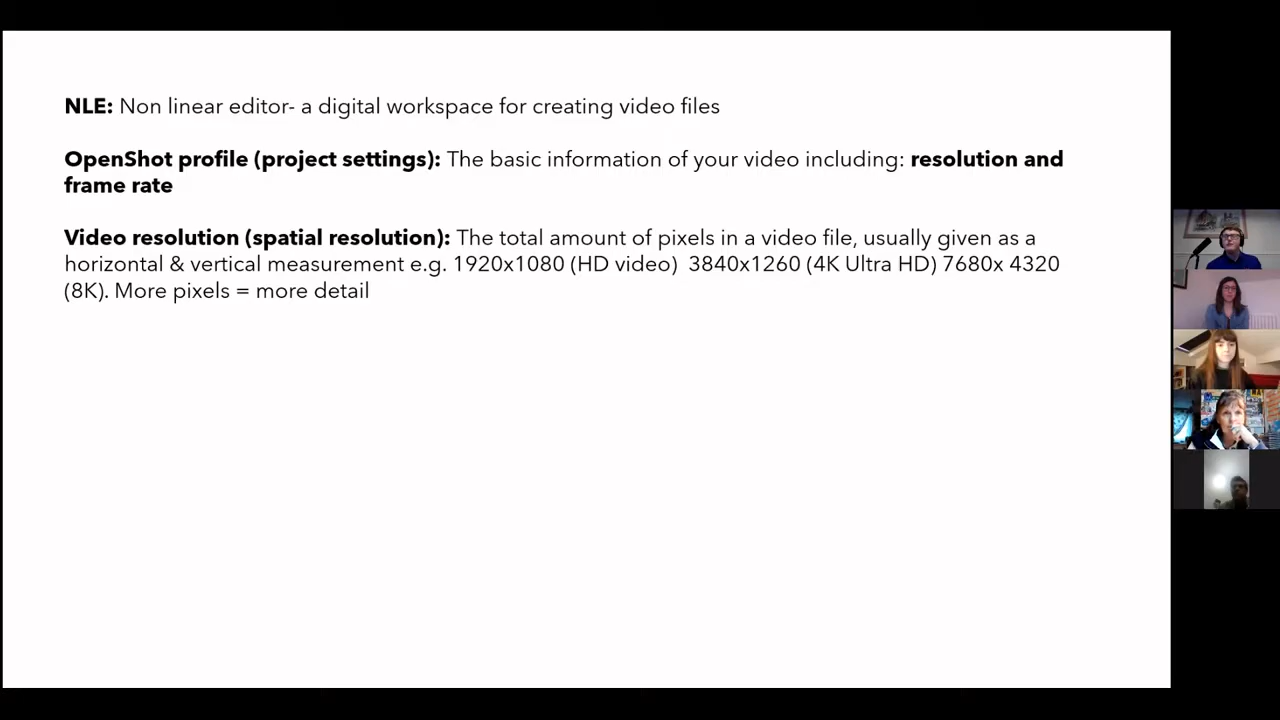 NLE: Non linear editor- a digital workspace for creating video files
OpenShot profile (project settings): The basic information of your video including: resolution and
frame rate
Video resolution (spatial resolution): The total amount of pixels in a video file, usually given as a
horizontal & vertical measurement e.g. 1920x1080 (HD video)  3840x1260 (4K Ultra HD) 7680x 4320
(8K). More pixels = more detail